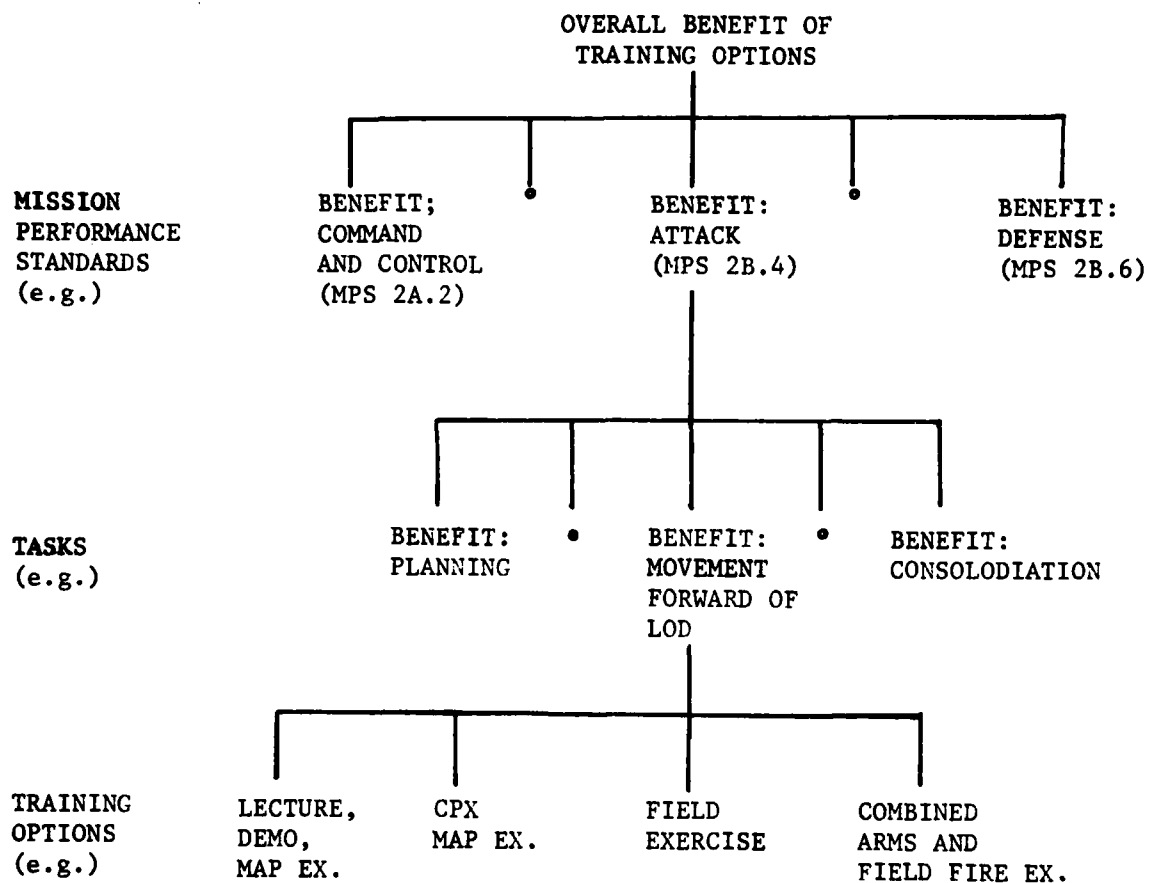 OVERALL BENEFIT OF
TRAINING OPTIONS
MISSION
PERFORMANCE
STANDARDS
(e.g.)
BENEFIT;
COMMAND
AND CONTROL
(MPS 2A.2)
BENEFIT:
ATTACK
(MPS 2B.4)
BENEFIT:
DEFENSE
(MPS 2B.6)
TASKS
(e.g.)
BENEFIT:
PLANNING
BENEFIT:
MOVEMENT
FORWARD OF
LOD
BENEFIT:
CONSOLODIATION
TRAINING
OPTIONS
(e.g.)
LECTURE,
DEMO,
MAP EX.
CPX
MAP EX.
FIELD
EXERCISE
COMBINED
ARMS AND
FIELD FIRE EX.